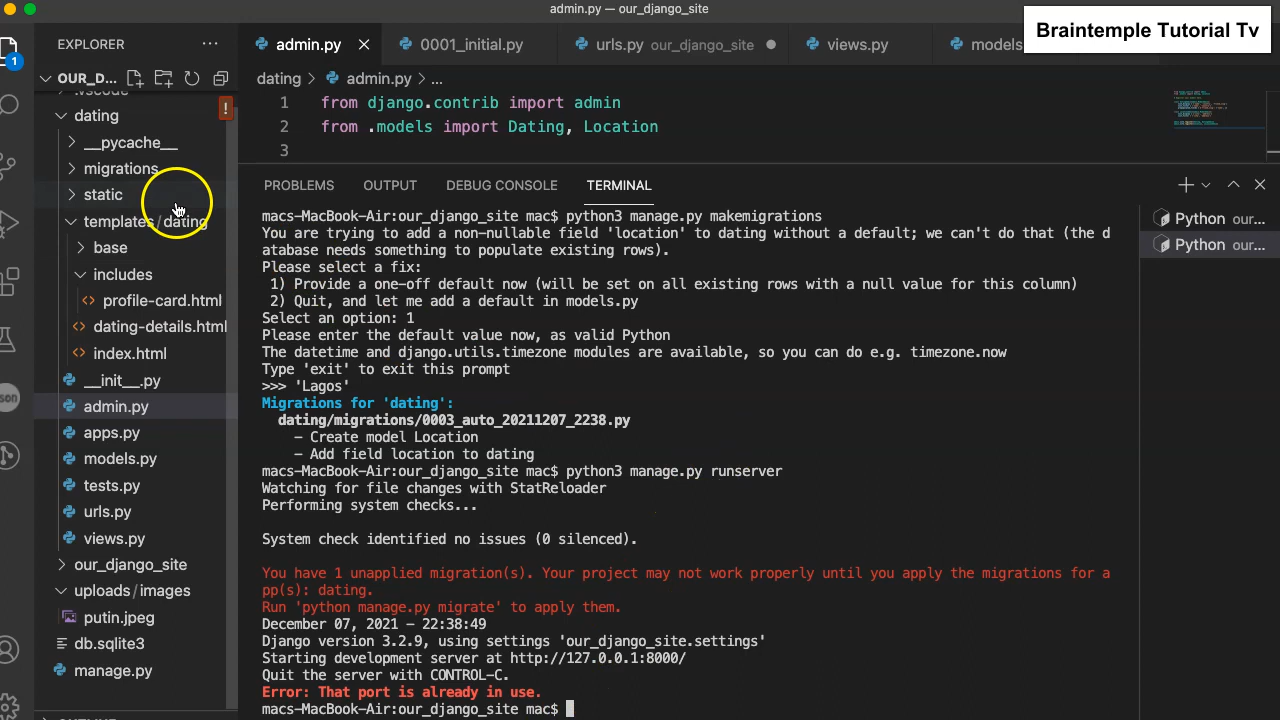 admin.py — our_django_site
Braintemple Tutorial Tv
EXPLORER
admin.py
0001_initial.py
urls.py our_django_site
views.py
models
OUR_D...
dating > admin.py > ...
.vscode
dating
!
__pycache__
migrations
static
templates/dating
base
includes
profile-card.html
dating-details.html
index.html
__init__.py
admin.py
apps.py
models.py
tests.py
urls.py
views.py
our_django_site
uploads/images
putin.jpeg
db.sqlite3
manage.py
1
son
1 from django.contrib import admin
2 from .models import Dating, Location
3
PROBLEMS OUTPUT DEBUG CONSOLE TERMINAL
macs-MacBook-Air:our_django_site mac$ python3 manage.py makemigrations
You are trying to add a non-nullable field 'location' to dating without a default; we can't do that (the d
atabase needs something to populate existing rows).
Please select a fix:
1) Provide a one-off default now (will be set on all existing rows with a null value for this column)
2) Quit, and let me add a default in models.py
Select an option: 1
Please enter the default value now, as valid Python
The datetime and django.utils.timezone modules are available, so you can do e.g. timezone.now
Type 'exit' to exit this prompt
>>> 'Lagos'
Migrations for 'dating':
dating/migrations/0003_auto_20211207_2238.py
- Create model Location
- Add field location to dating
macs-MacBook-Air:our_django_site mac$ python3 manage.py runserver
Watching for file changes with StatReloader
Performing system checks...
System check identified no issues (0 silenced).
You have 1 unapplied migration(s). Your project may not work properly until you apply the migrations for a
pp(s): dating.
Run 'python manage.py migrate' to apply them.
December 07, 2021 - 22:38:49
Django version 3.2.9, using settings 'our_django_site.settings'
Starting development server at http://127.0.0.1:8000/
Quit the server with CONTROL-C.
Error: That port is already in use.
macs-MacBook-Air:our_django_site mac$
Python our...
Python our...